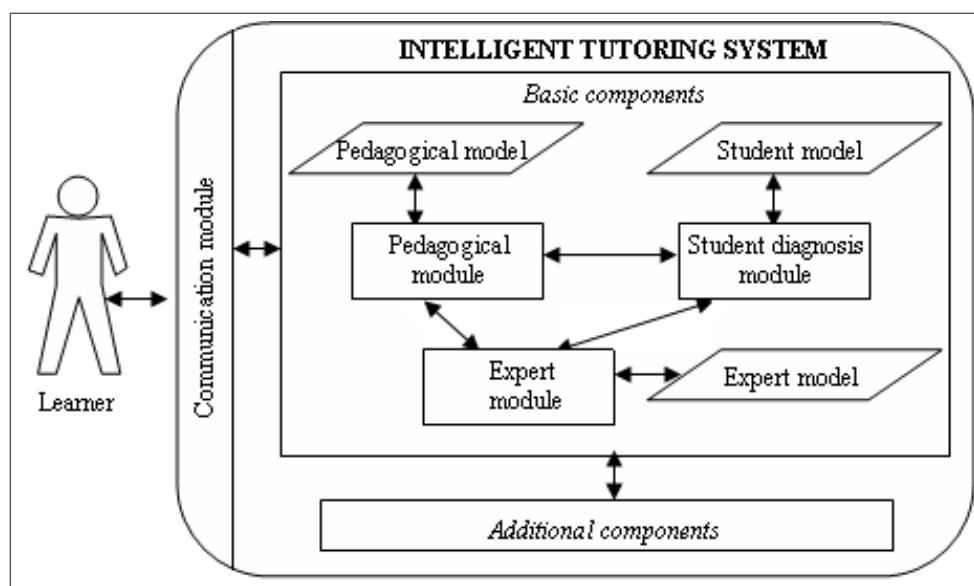 INTELLIGENT TUTORING SYSTEM
Basic components
Pedagogical model
Student model
Pedagogical
module
Student diagnosis
module
Expert
module
Expert model
Communication module
Learner
Additional components